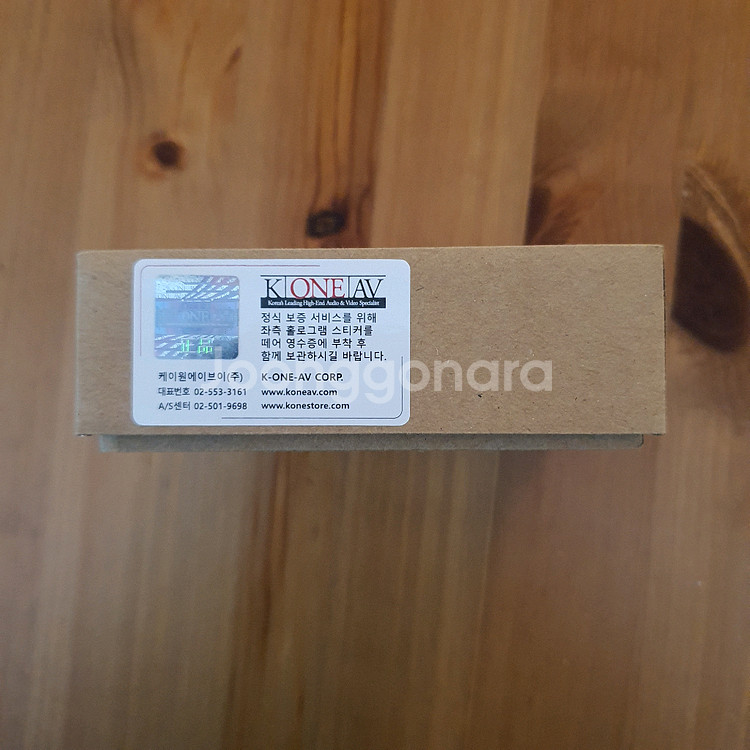 K ONE AV
Korea's Leading High-End Audio & Video Specialist
정식 보증 서비스를 위해
좌측 홀로그램 스티커를
떼어 영수증에 부착 후
함께 보관하시길 바랍니다.
K-ONE AV
正品
케이원에이브이(주) K-ONE-AV CORP.
대표번호 02-553-3161 www.koneav.com
A/S센터 02-501-9698 www.konestore.com
Joonggonara